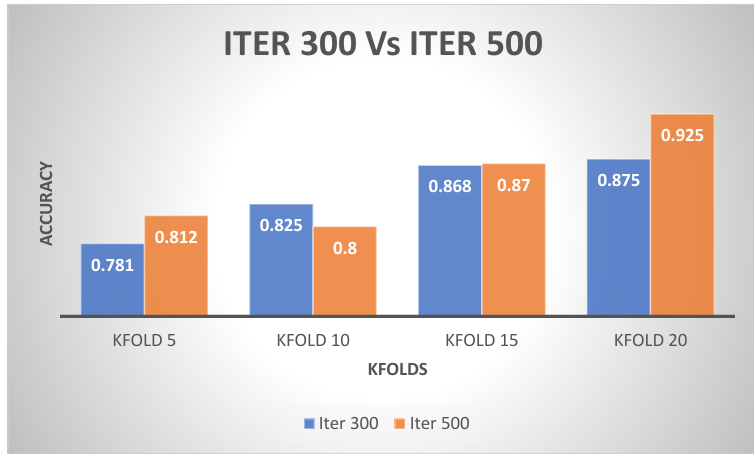 ITER 300 Vs ITER 500
ACCURACY
0.781
0.812
0.825
0.8
0.868
0.87
0.875
0.925
KFOLD 5
KFOLD 10
KFOLD 15
KFOLD 20
KFOLDS
Iter 300
Iter 500